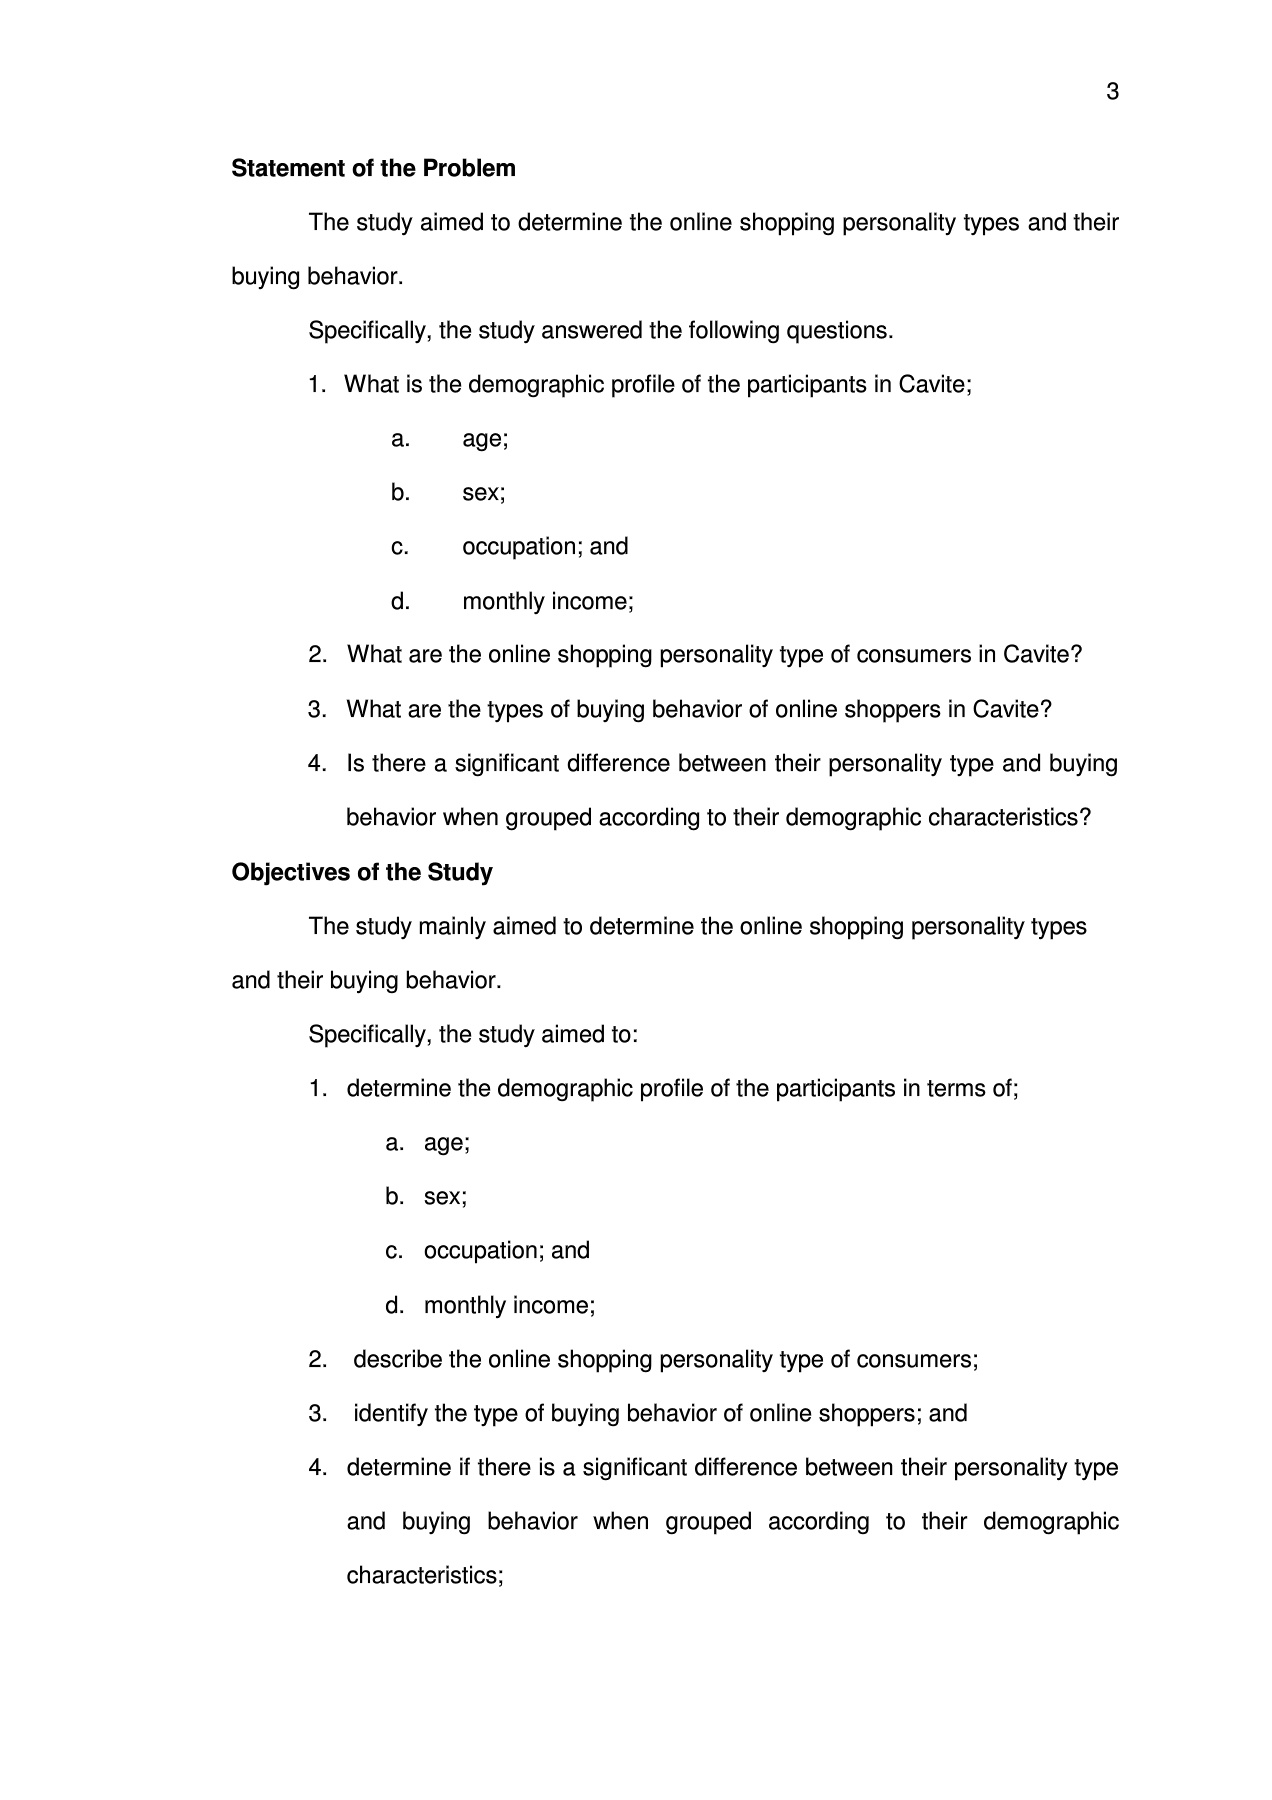 3
Statement of the Problem
The study aimed to determine the online shopping personality types and their
buying behavior.
Specifically, the study answered the following questions.
1. What is the demographic profile of the participants in Cavite;
a. age;
b. sex;
c. occupation; and
d. monthly income;
2. What are the online shopping personality type of consumers in Cavite?
3. What are the types of buying behavior of online shoppers in Cavite?
4. Is there a significant difference between their personality type and buying
behavior when grouped according to their demographic characteristics?
Objectives of the Study
The study mainly aimed to determine the online shopping personality types
and their buying behavior.
Specifically, the study aimed to:
1. determine the demographic profile of the participants in terms of;
a. age;
b. sex;
c. occupation; and
d. monthly income;
2. describe the online shopping personality type of consumers;
3. identify the type of buying behavior of online shoppers; and
4. determine if there is a significant difference between their personality type
and buying behavior when grouped according to their demographic
characteristics;